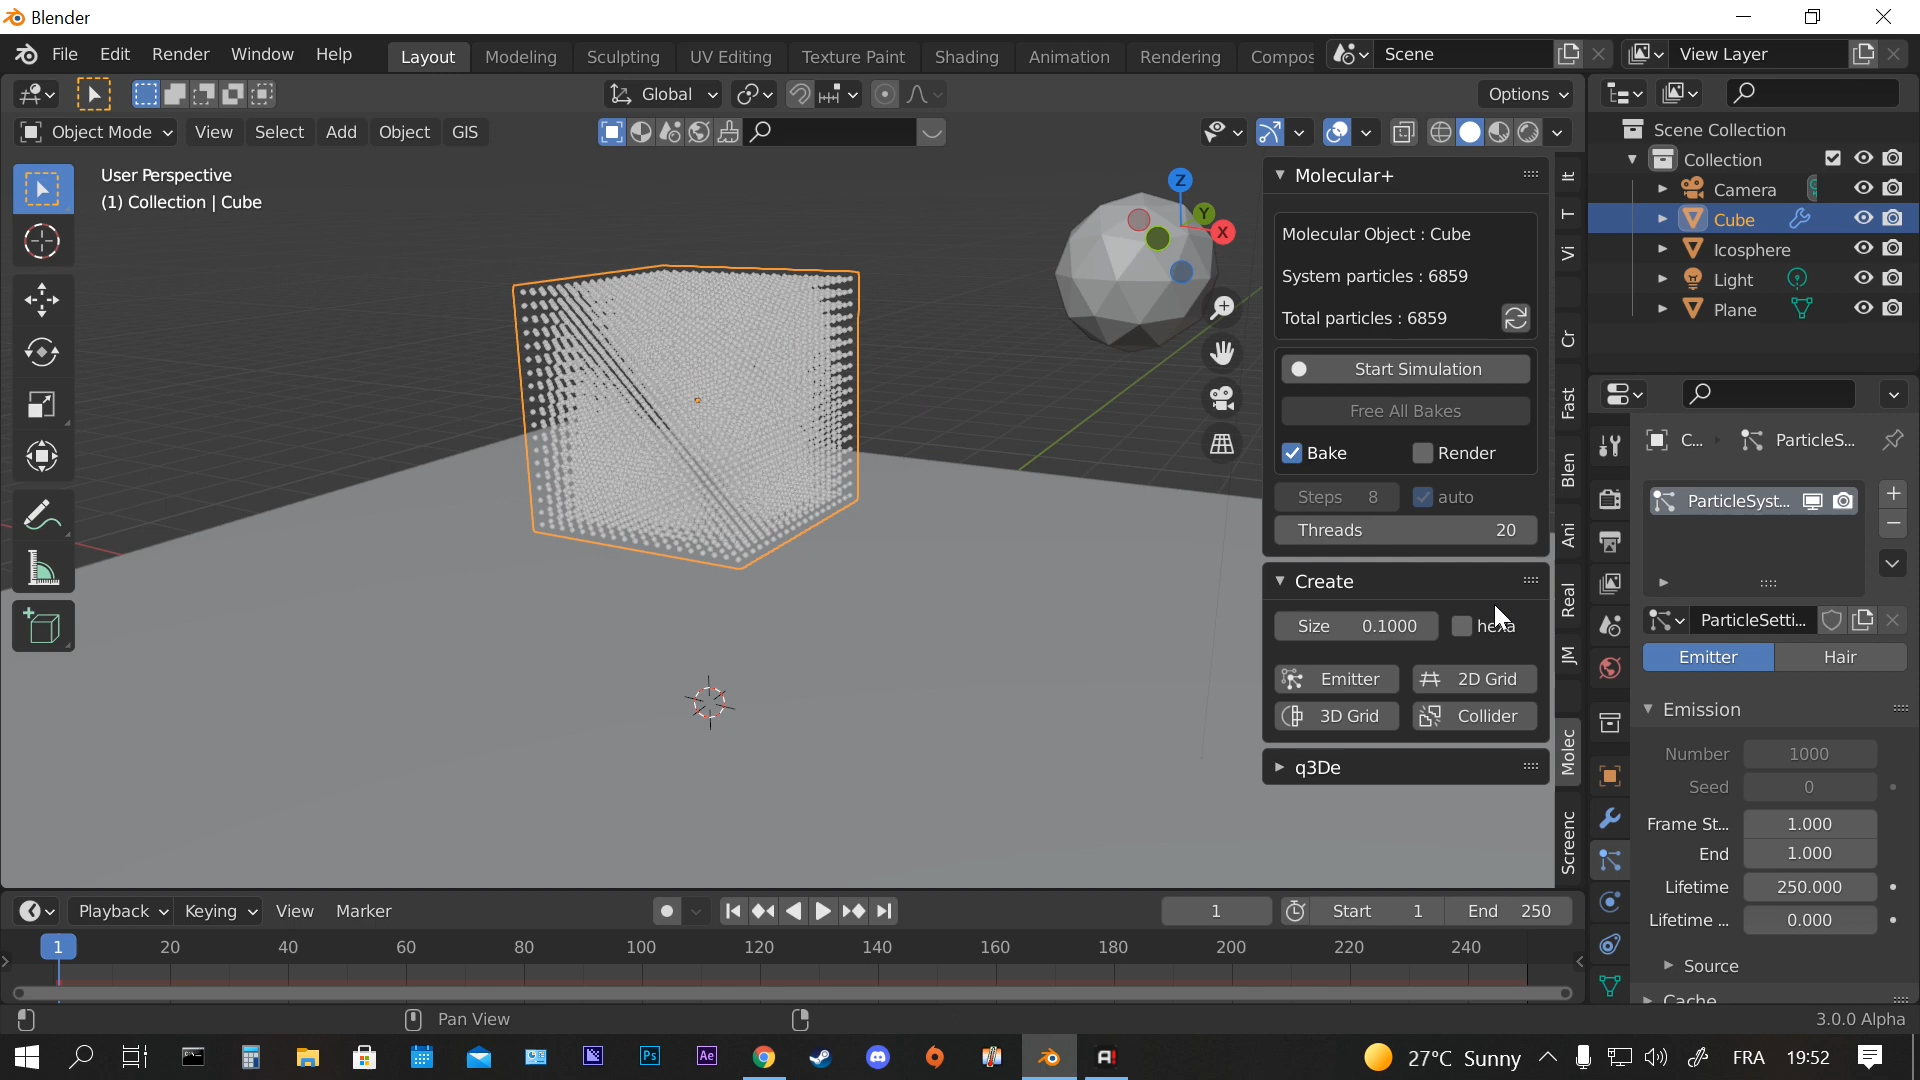 Blender
File Edit Render Window Help Layout Modeling Sculpting UV Editing Texture Paint Shading Animation Rendering Compos Scene View Layer
Global Options
Object Mode View Select Add Object GIS
User Perspective
(1) Collection | Cube
Z
Y
X
Molecular+
Molecular Object : Cube
System particles : 6859
Total particles : 6859
Start Simulation
Free All Bakes
Bake Render
Steps 8 auto
Threads 20
Create
Size 0.1000 hexa
Emitter 2D Grid
3D Grid Collider
q3De
It
T
Vi
Cr
Fast
Blen
Ani
Real
JM
Molec
Screenc
Scene Collection
Collection
Camera
Cube
Icosphere
Light
Plane
C... ParticleS...
ParticleSyst...
ParticleSetti...
Emitter Hair
Emission
Number 1000
Seed 0
Frame St... 1.000
End 1.000
Lifetime 250.000
Lifetime ... 0.000
Source
Cache
Playback Keying View Marker 1 Start 1 End 250
1 20 40 60 80 100 120 140 160 180 200 220 240
Pan View 3.0.0 Alpha
Ps Ae A! 27°C Sunny FRA 19:52